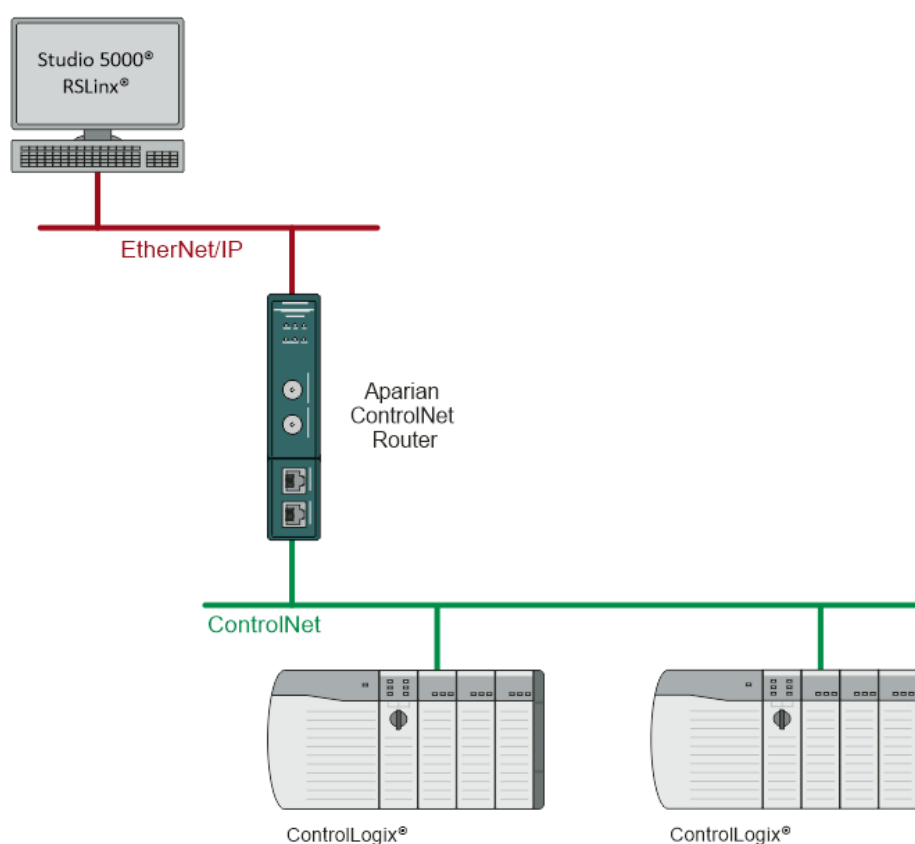 Studio 5000®
RSLinx®
EtherNet/IP
Aparian
ControlNet
Router
ControlNet
ControlLogix®
ControlLogix®